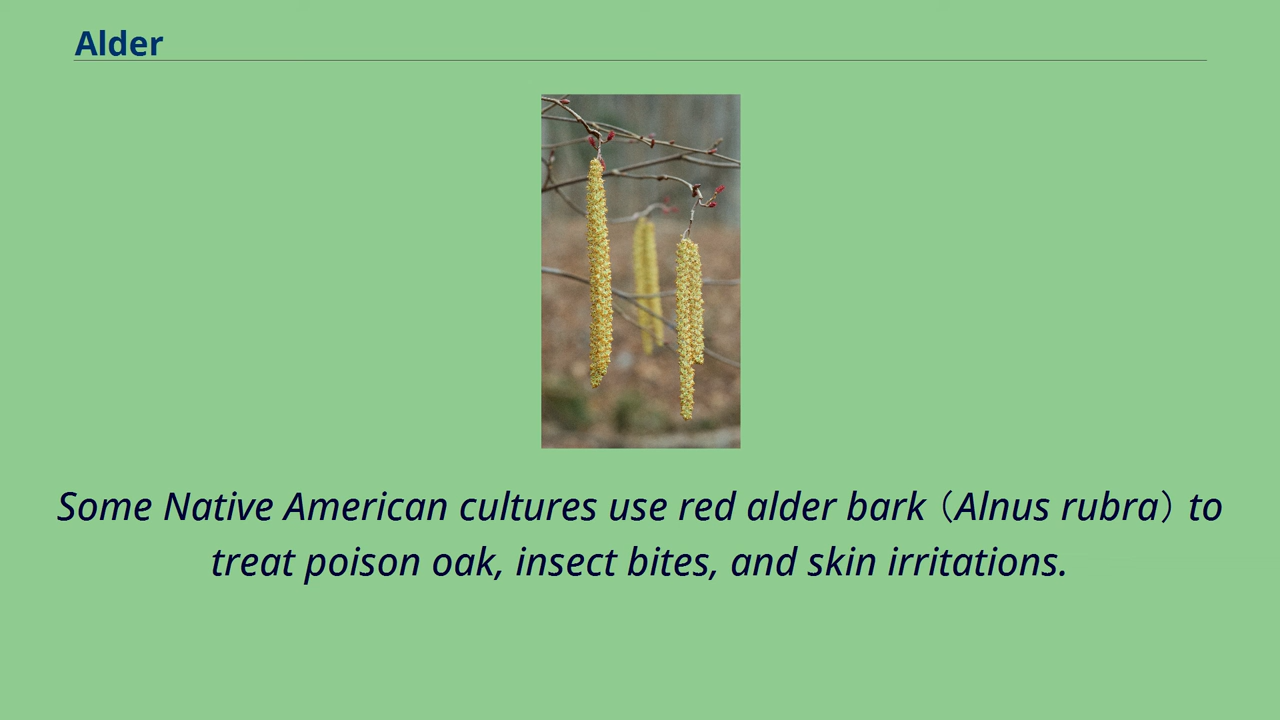 Alder
Some Native American cultures use red alder bark (Alnus rubra) to
treat poison oak, insect bites, and skin irritations.